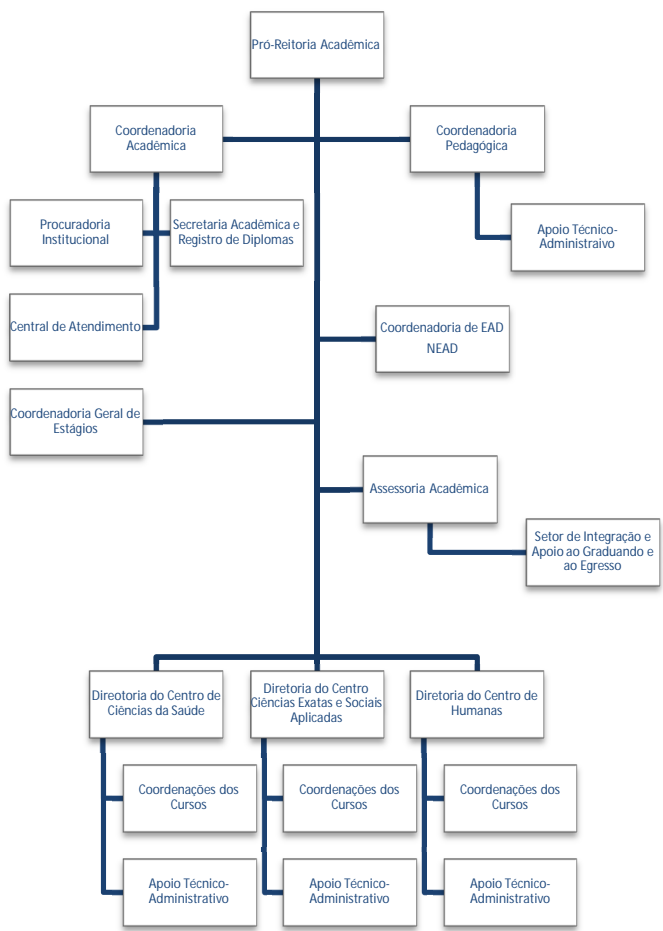 Pró-Reitoria Acadêmica
Coordenadoria
Acadêmica
Coordenadoria
Pedagógica
Procuradoria
Institucional
Secretaria Acadêmica e
Registro de Diplomas
Apoio Técnico-
Administraivo
Central de Atendimento
Coordenadoria de EAD
NEAD
Coordenadoria Geral de
Estágios
Assessoria Acadêmica
Setor de Integração e
Apoio ao Graduando e
ao Egresso
Direotoria do Centro de
Ciências da Saúde
Diretoria do Centro
Ciências Exatas e Sociais
Aplicadas
Diretoria do Centro de
Humanas
Coordenações dos
Cursos
Coordenações dos
Cursos
Coordenações dos
Cursos
Apoio Técnico-
Administrativo
Apoio Técnico-
Administrativo
Apoio Técnico-
Administrativo